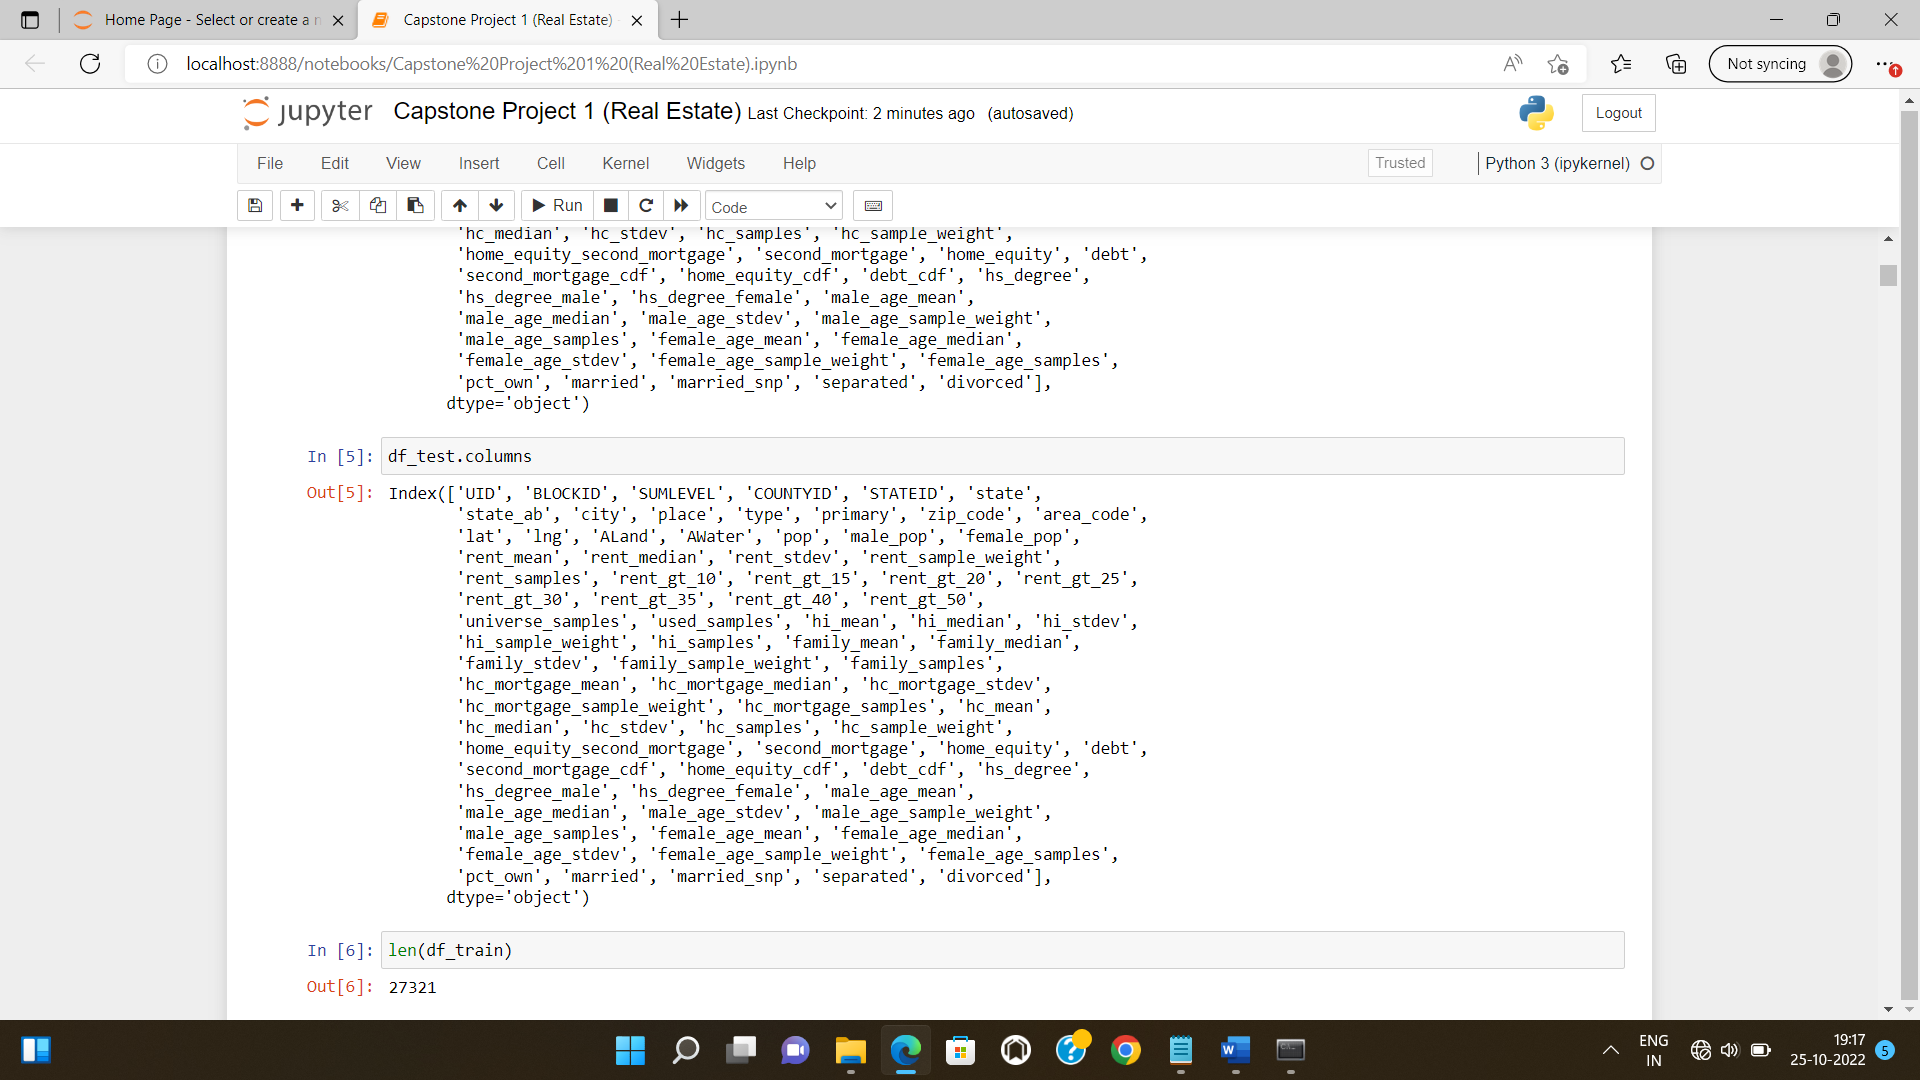 Home Page - Select or create a n
Capstone Project 1 (Real Estate)
localhost:8888/notebooks/Capstone%20Project%201%20(Real%20Estate).ipynb
Not syncing
jupyter Capstone Project 1 (Real Estate) Last Checkpoint: 2 minutes ago (autosaved)
Logout
File Edit View Insert Cell Kernel Widgets Help
Trusted
Python 3 (ipykernel)
Run
Code
'hc_median', 'hc_stdev', 'hc_samples', 'hc_sample_weight',
'home_equity_second_mortgage', 'second_mortgage', 'home_equity', 'debt',
'second_mortgage_cdf', 'home_equity_cdf', 'debt_cdf', 'hs_degree',
'hs_degree_male', 'hs_degree_female', 'male_age_mean',
'male_age_median', 'male_age_stdev', 'male_age_sample_weight',
'male_age_samples', 'female_age_mean', 'female_age_median',
'female_age_stdev', 'female_age_sample_weight', 'female_age_samples',
'pct_own', 'married', 'married_snp', 'separated', 'divorced'],
dtype='object')
In [5]: df_test.columns
Out[5]: Index(['UID', 'BLOCKID', 'SUMLEVEL', 'COUNTYID', 'STATEID', 'state',
'state_ab', 'city', 'place', 'type', 'primary', 'zip_code', 'area_code',
'lat', 'lng', 'ALand', 'AWater', 'pop', 'male_pop', 'female_pop',
'rent_mean', 'rent_median', 'rent_stdev', 'rent_sample_weight',
'rent_samples', 'rent_gt_10', 'rent_gt_15', 'rent_gt_20', 'rent_gt_25',
'rent_gt_30', 'rent_gt_35', 'rent_gt_40', 'rent_gt_50',
'universe_samples', 'used_samples', 'hi_mean', 'hi_median', 'hi_stdev',
'hi_sample_weight', 'hi_samples', 'family_mean', 'family_median',
'family_stdev', 'family_sample_weight', 'family_samples',
'hc_mortgage_mean', 'hc_mortgage_median', 'hc_mortgage_stdev',
'hc_mortgage_sample_weight', 'hc_mortgage_samples', 'hc_mean',
'hc_median', 'hc_stdev', 'hc_samples', 'hc_sample_weight',
'home_equity_second_mortgage', 'second_mortgage', 'home_equity', 'debt',
'second_mortgage_cdf', 'home_equity_cdf', 'debt_cdf', 'hs_degree',
'hs_degree_male', 'hs_degree_female', 'male_age_mean',
'male_age_median', 'male_age_stdev', 'male_age_sample_weight',
'male_age_samples', 'female_age_mean', 'female_age_median',
'female_age_stdev', 'female_age_sample_weight', 'female_age_samples',
'pct_own', 'married', 'married_snp', 'separated', 'divorced'],
dtype='object')
In [6]: len(df_train)
Out[6]: 27321
ENG
IN
19:17
25-10-2022
5